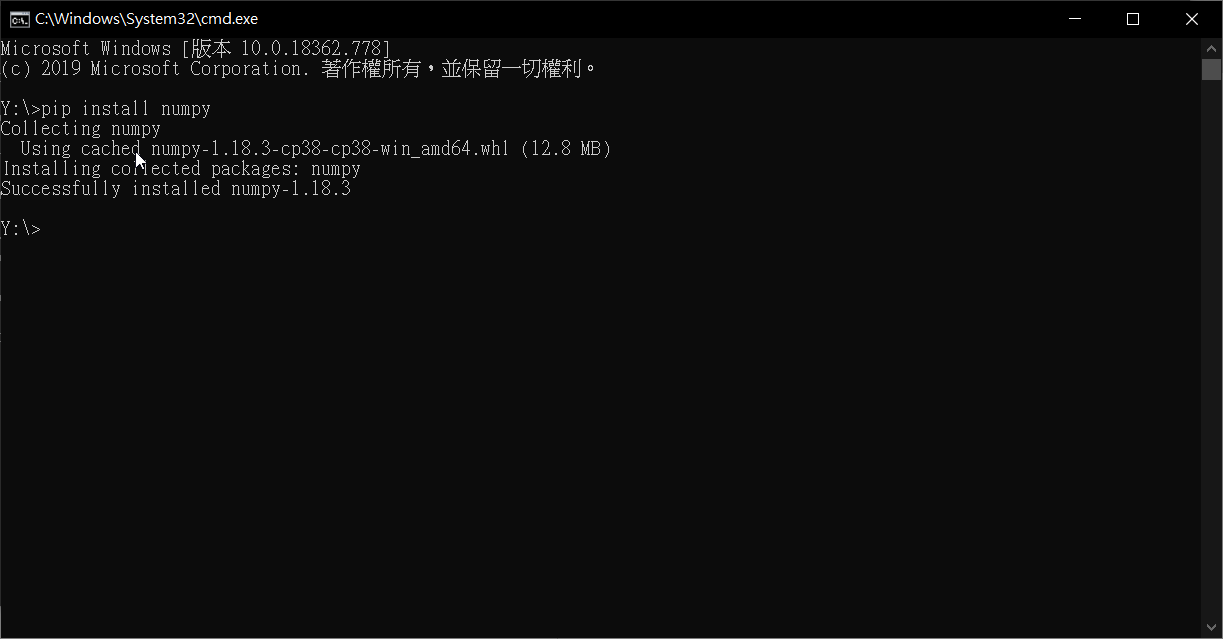 C:\Windows\System32\cmd.exe
Microsoft Windows [版本 10.0.18362.778]
(c) 2019 Microsoft Corporation. 著作權所有，並保留一切權利。
Y:\>pip install numpy
Collecting numpy
  Using cached numpy-1.18.3-cp38-cp38-win_amd64.whl (12.8 MB)
Installing collected packages: numpy
Successfully installed numpy-1.18.3
Y:\>